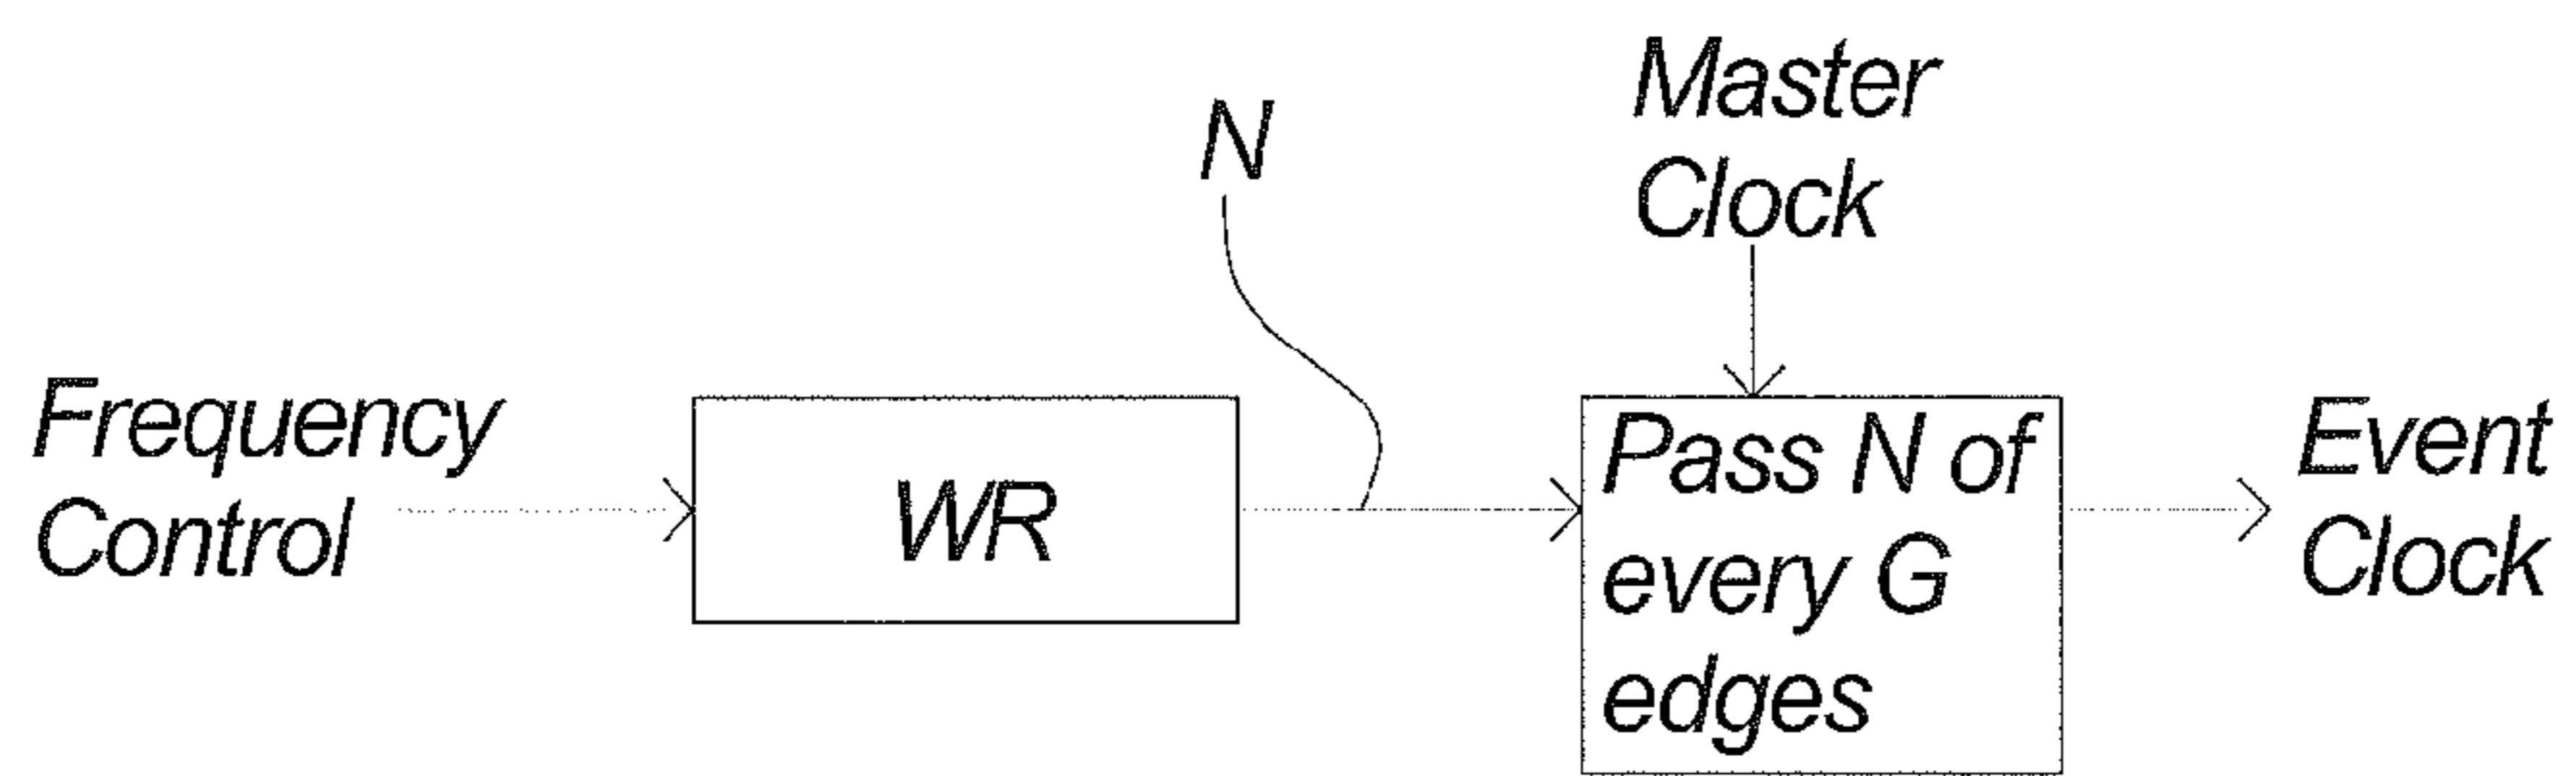 Frequency
Control
WR
N
Master
Clock
Pass N of
every G
edges
Event
Clock